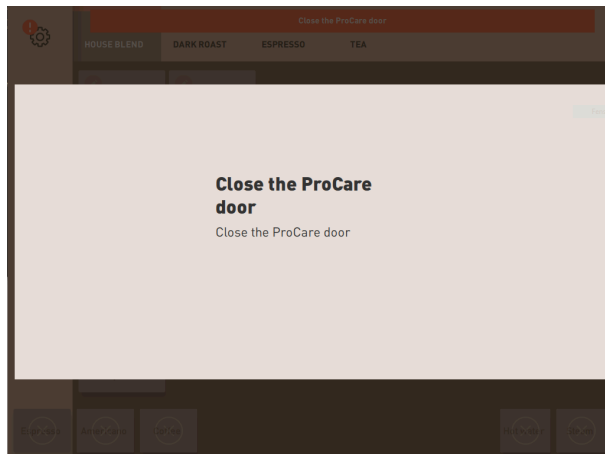 Close the ProCare door
HOUSE BLEND DARK ROAST ESPRESSO TEA
Close the ProCare
door
Close the ProCare door